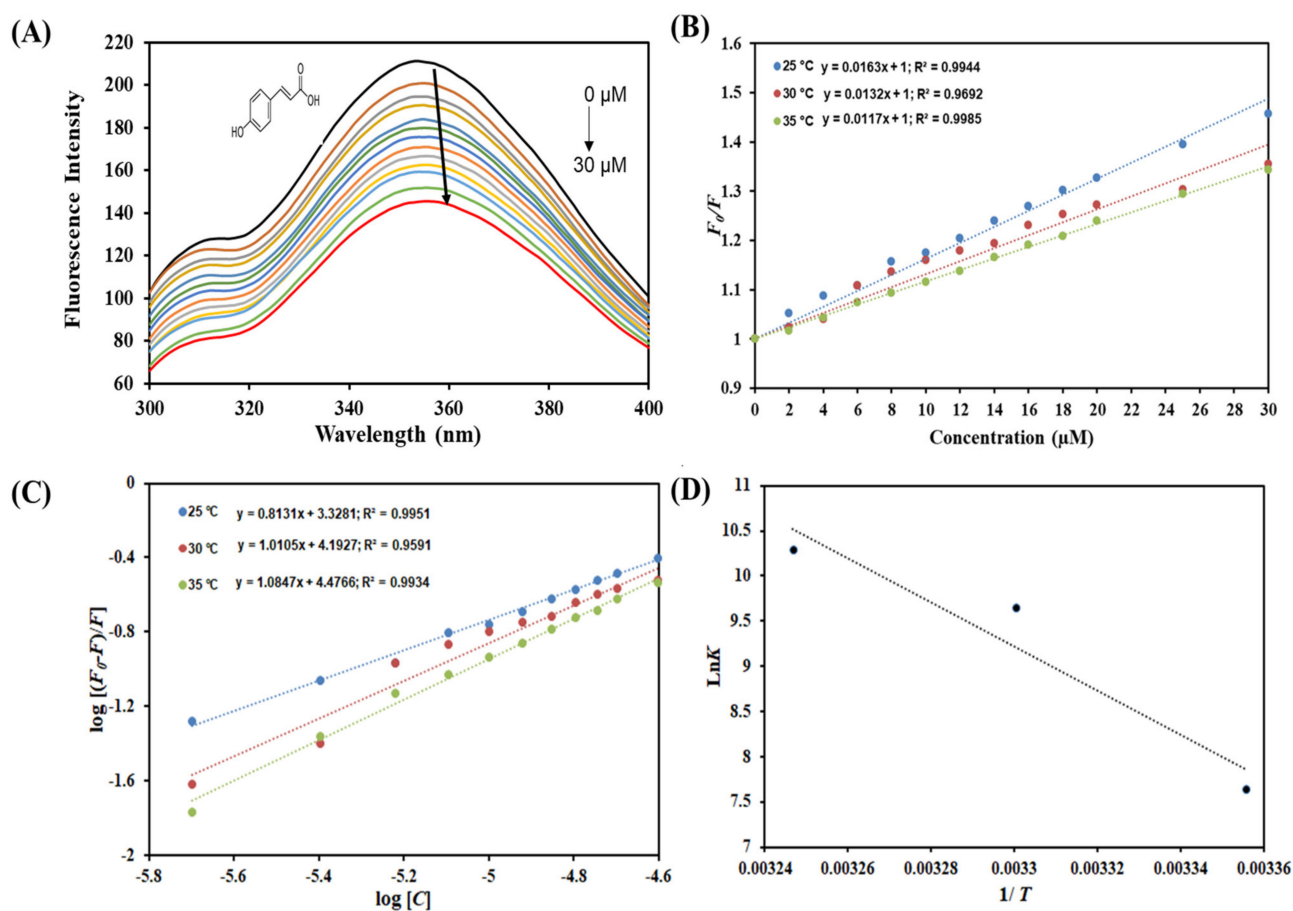 (A)
220
200
180
160
140
120
100
80
60
Fluorescence Intensity
O
OH
HO
0 µM
30 µM
300
320
340
360
380
400
Wavelength (nm)
(B)
1.6
1.5
1.4
1.3
1.2
1.1
1
0.9
F₀/F
25 °C y = 0.0163x + 1; R² = 0.9944
30 °C y = 0.0132x + 1; R² = 0.9692
35 °C y = 0.0117x + 1; R² = 0.9985
0 2 4 6 8 10 12 14 16 18 20 22 24 26 28 30
Concentration (µM)
(C)
0
-0.4
-0.8
-1.2
-1.6
-2
log [(F₀-F)/F]
25 °C y = 0.8131x + 3.3281; R² = 0.9951
30 °C y = 1.0105x + 4.1927; R² = 0.9591
35 °C y = 1.0847x + 4.4766; R² = 0.9934
-5.8 -5.6 -5.4 -5.2 -5 -4.8 -4.6
log [C]
(D)
11
10.5
10
9.5
9
8.5
8
7.5
7
LnK
0.00324 0.00326 0.00328 0.0033 0.00332 0.00334 0.00336
1/ T